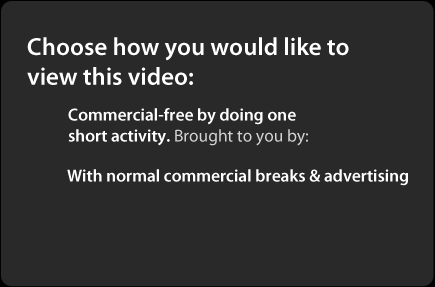 Choose how you would like to
view this video:
Commercial-free by doing one
short activity. Brought to you by:
With normal commercial breaks & advertising